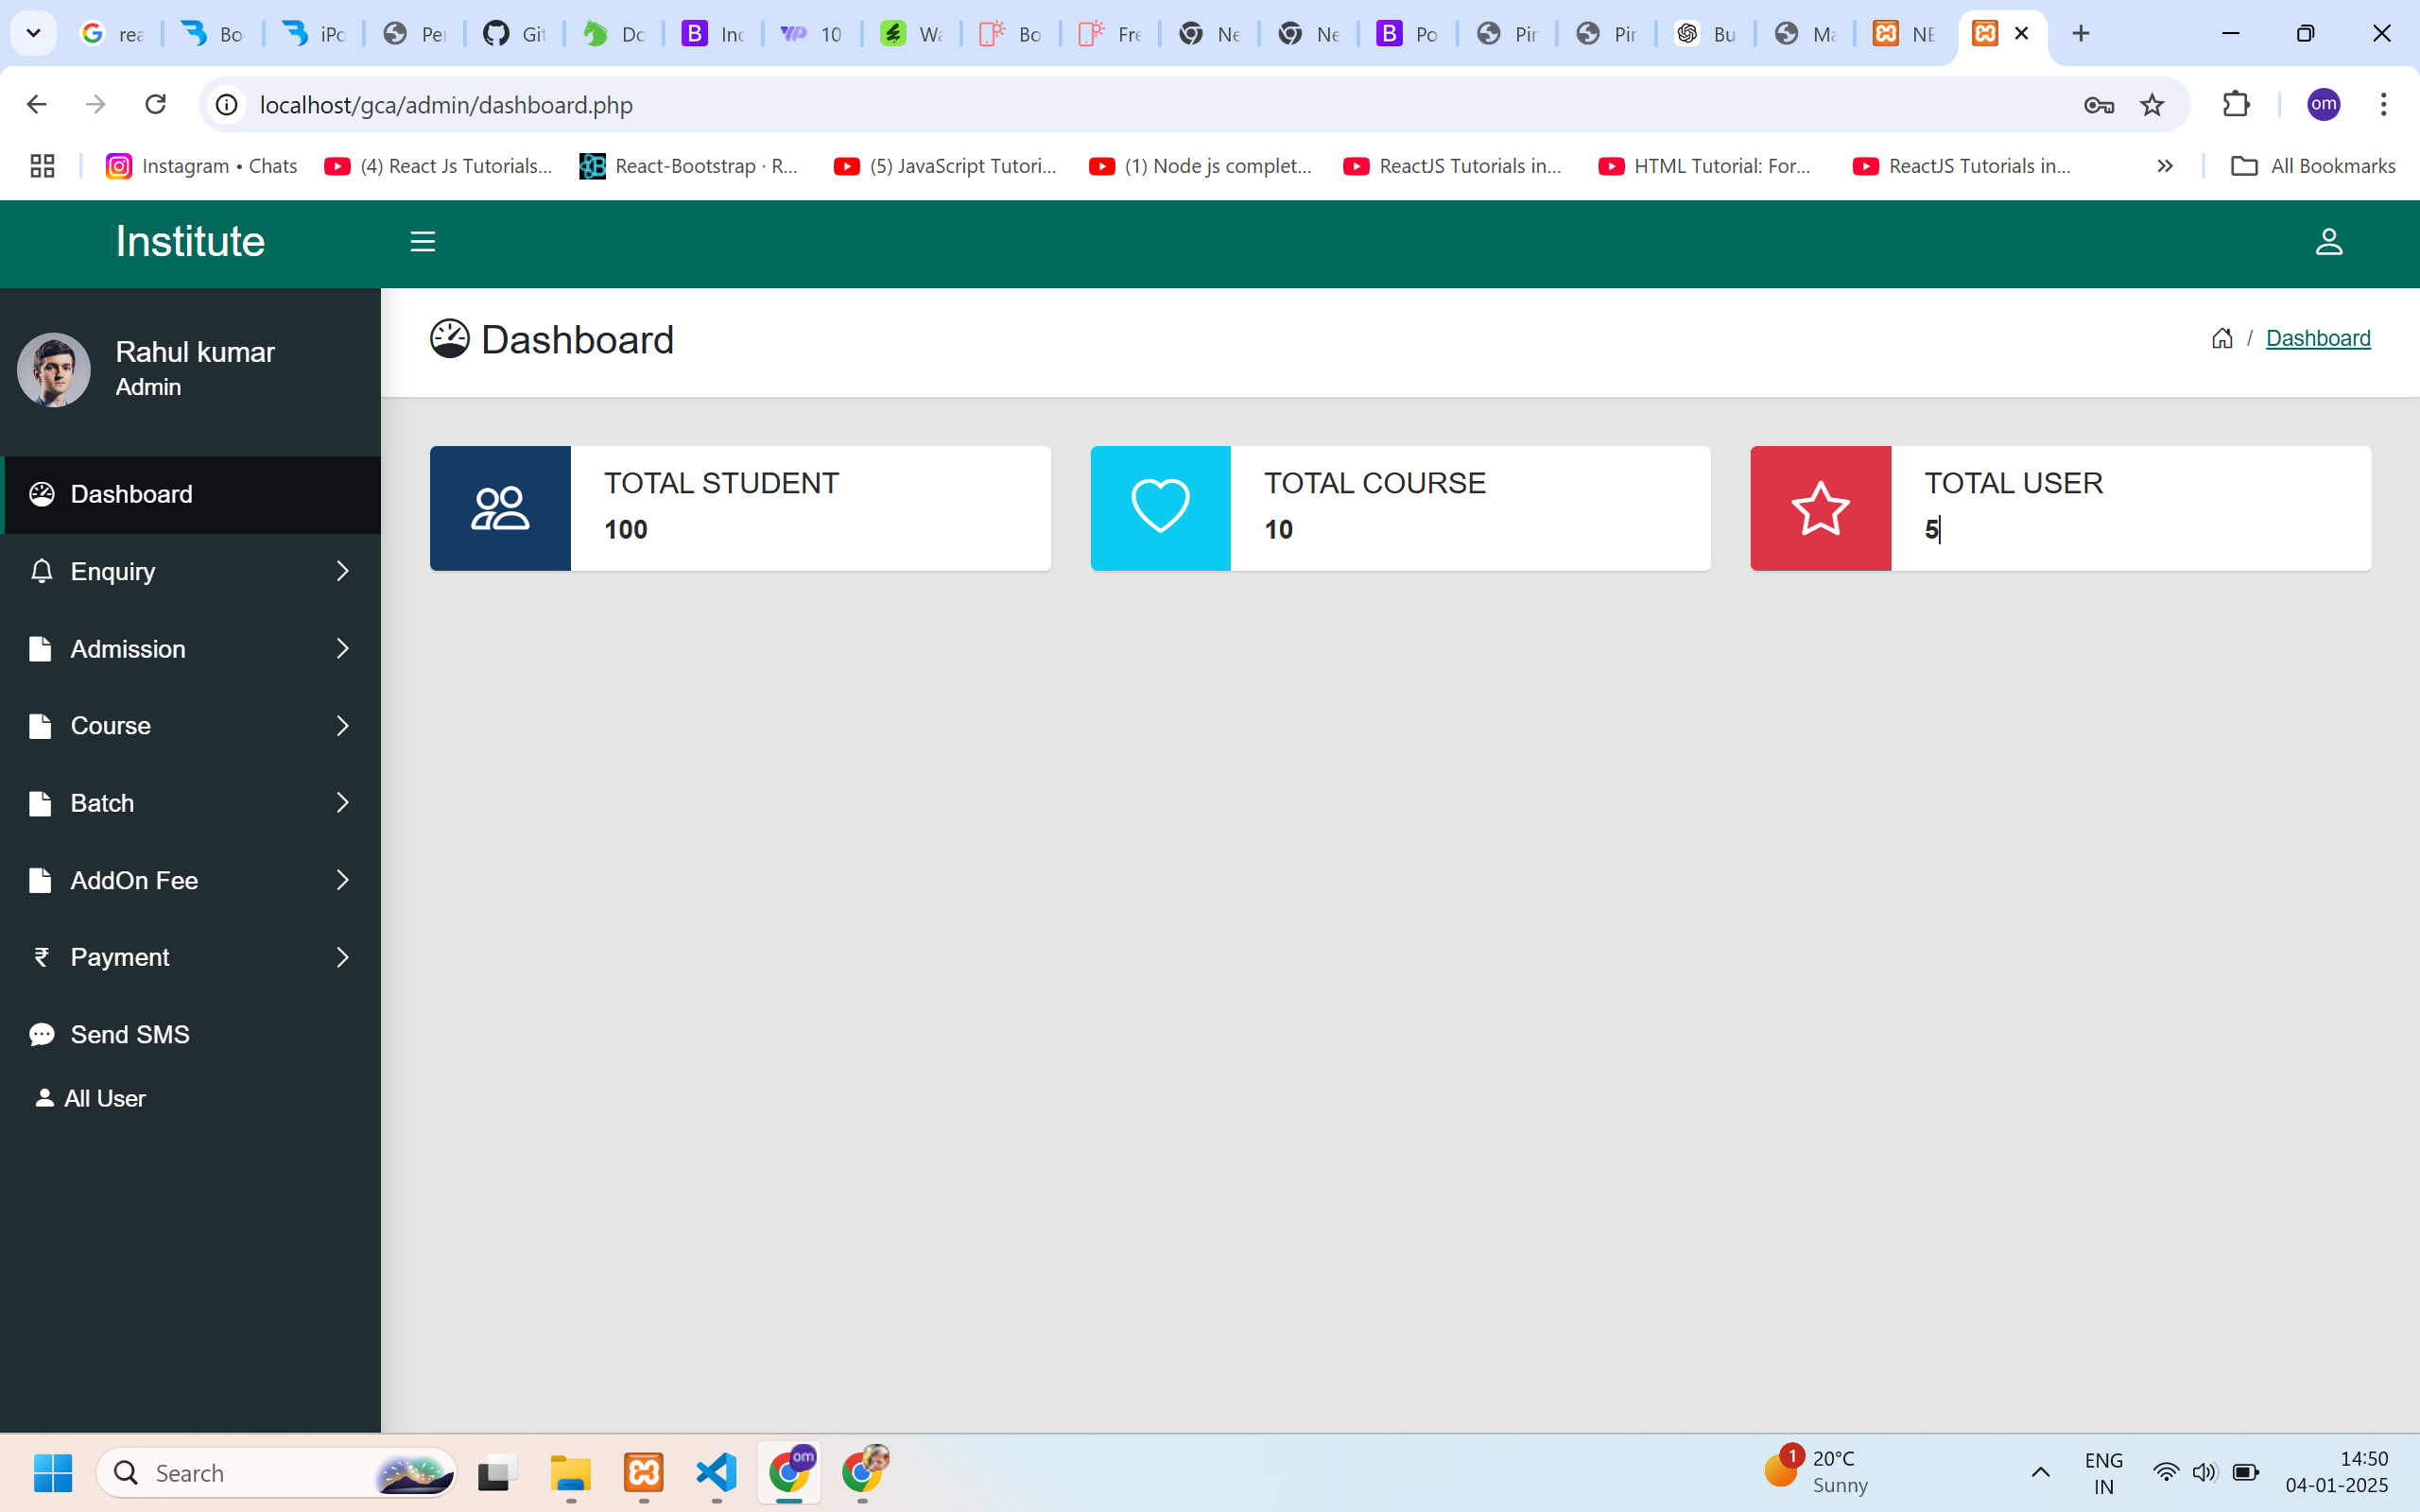 rea
Bo
iPo
Per
Git
Do
Inc
10
Wa
Bo
Fre
Ne
Ne
Po
Pir
Pir
Bu
Ma
NE
localhost/gca/admin/dashboard.php
om
Instagram • Chats
(4) React Js Tutorials...
React-Bootstrap · R...
(5) JavaScript Tutori...
(1) Node js complet...
ReactJS Tutorials in...
HTML Tutorial: For...
ReactJS Tutorials in...
All Bookmarks
Institute
Rahul kumar
Admin
Dashboard
/ Dashboard
TOTAL STUDENT
100
TOTAL COURSE
10
TOTAL USER
5
Dashboard
Enquiry
Admission
Course
Batch
AddOn Fee
₹ Payment
Send SMS
All User
Search
om
1
20°C
Sunny
ENG
IN
14:50
04-01-2025